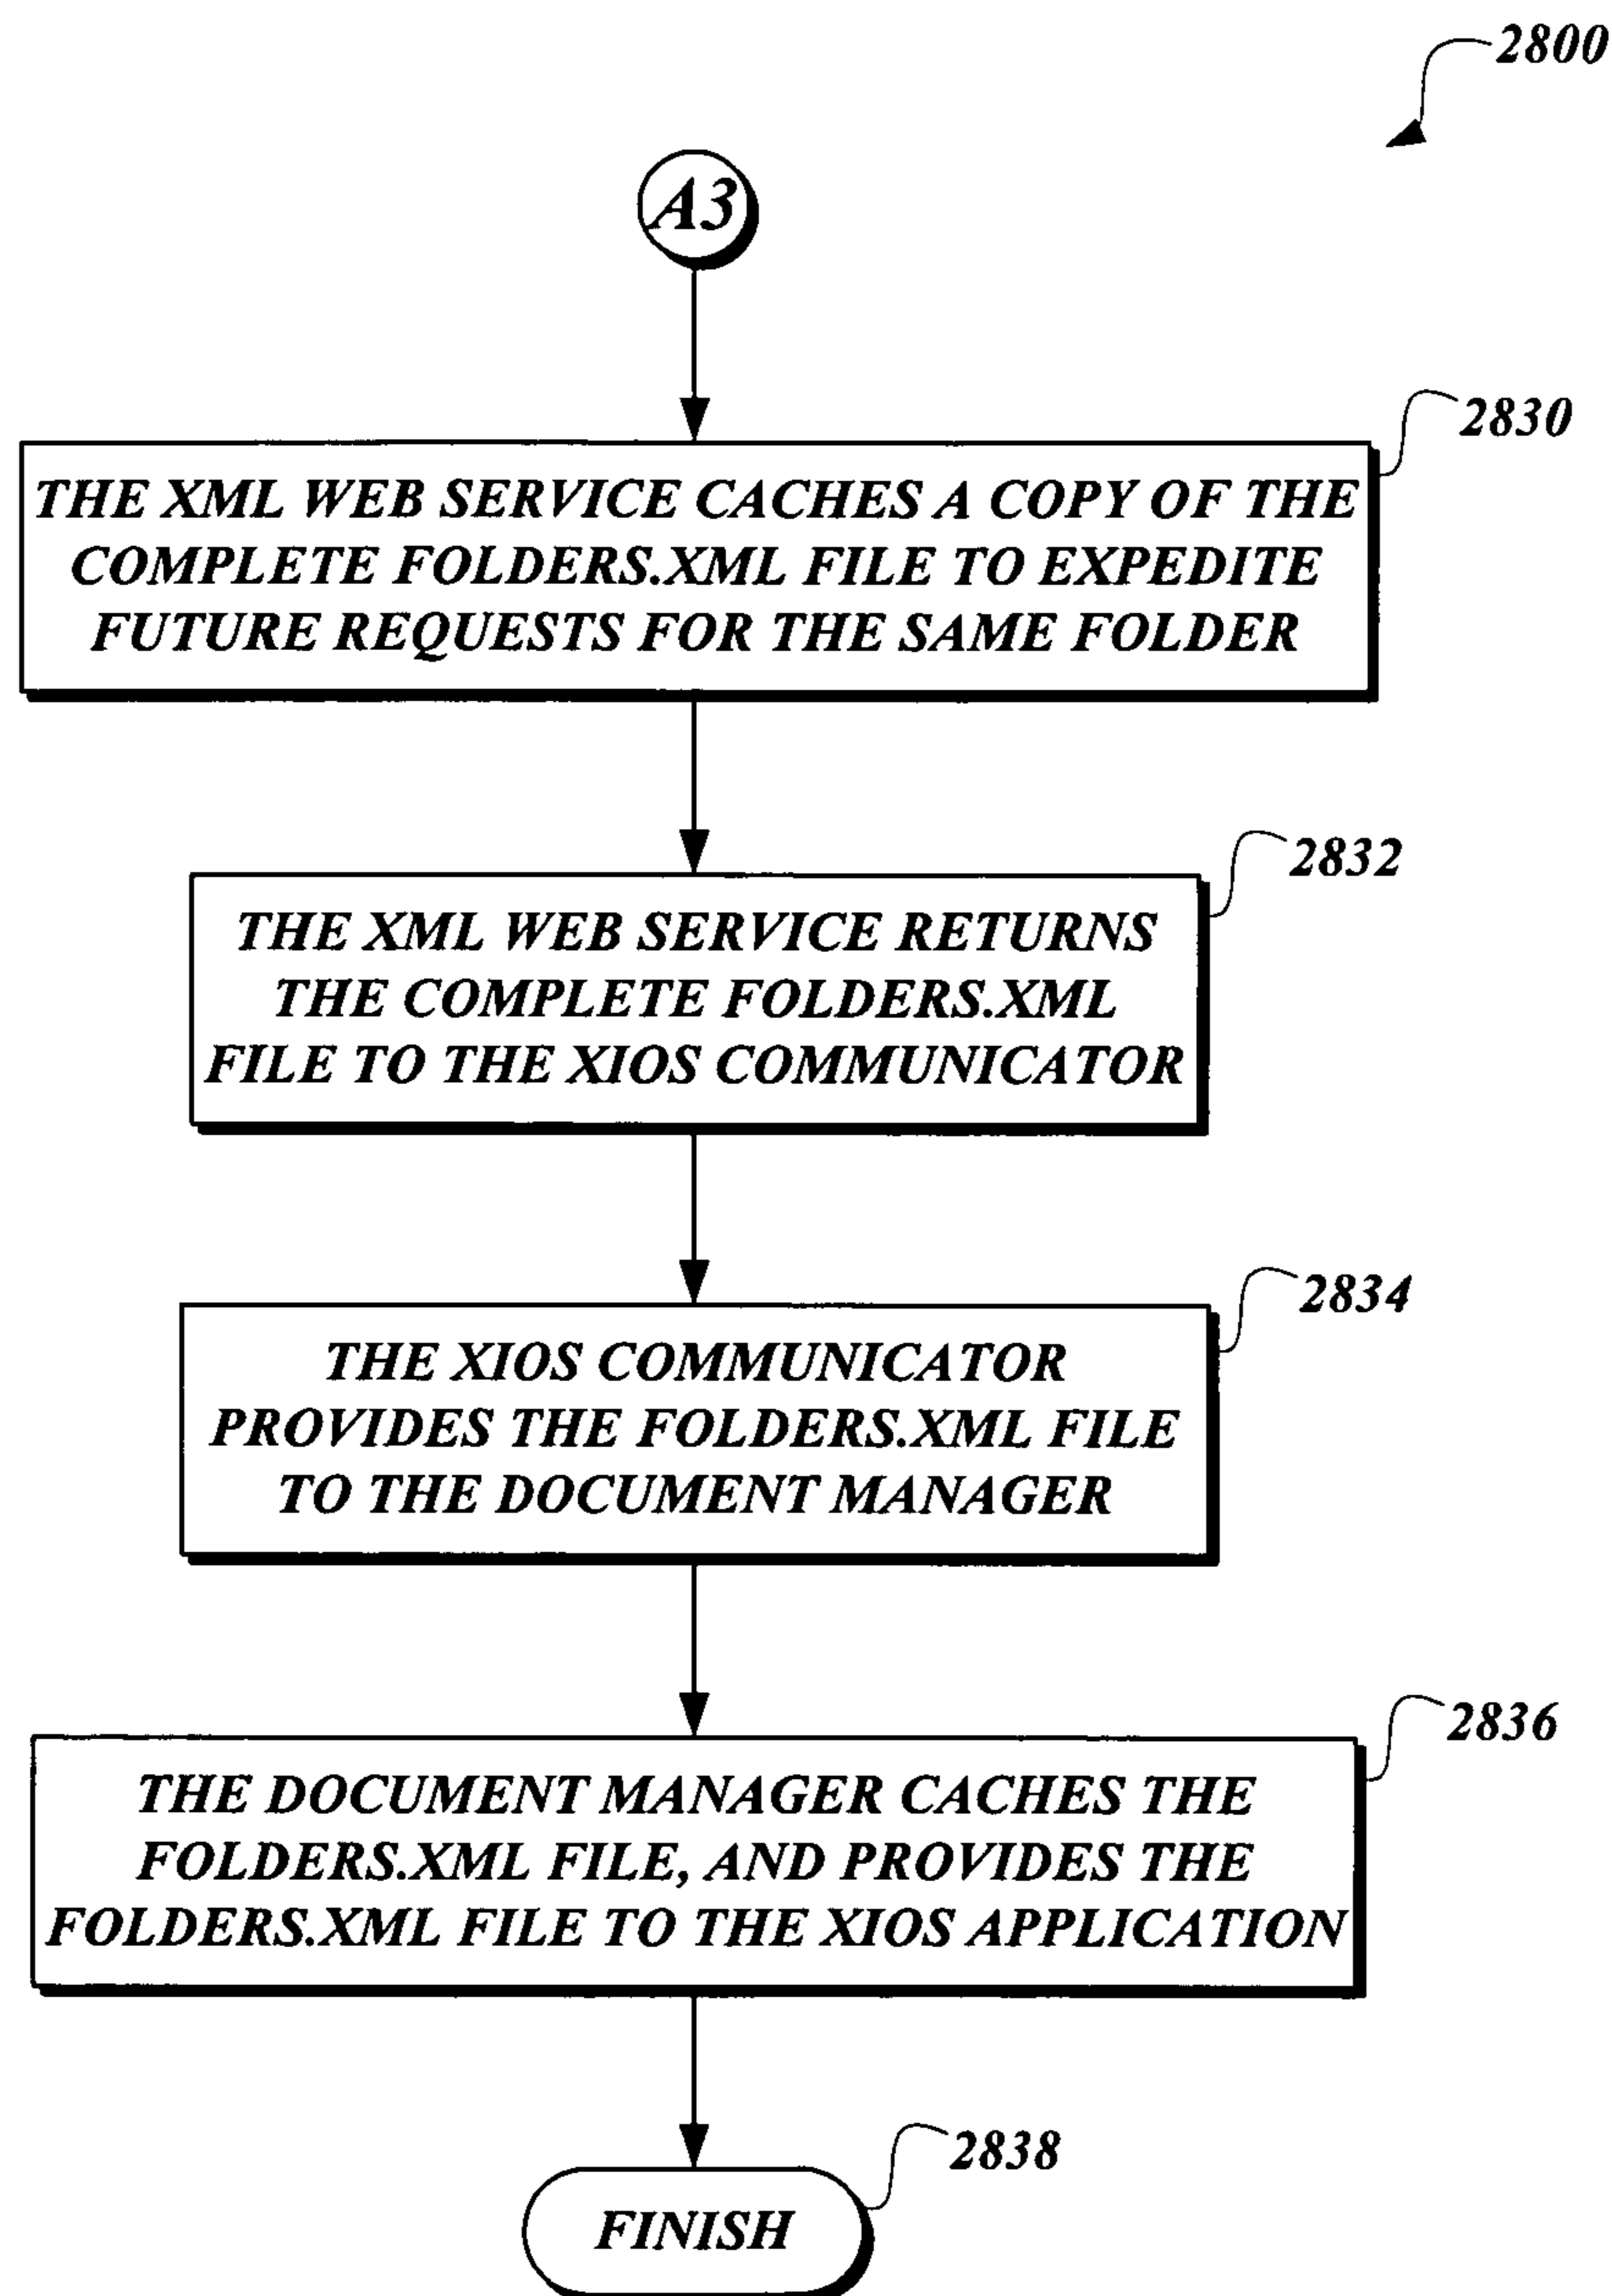 2800
A3
2830
THE XML WEB SERVICE CACHES A COPY OF THE
COMPLETE FOLDERS.XML FILE TO EXPEDITE
FUTURE REQUESTS FOR THE SAME FOLDER
2832
THE XML WEB SERVICE RETURNS
THE COMPLETE FOLDERS.XML
FILE TO THE XIOS COMMUNICATOR
2834
THE XIOS COMMUNICATOR
PROVIDES THE FOLDERS.XML FILE
TO THE DOCUMENT MANAGER
2836
THE DOCUMENT MANAGER CACHES THE
FOLDERS.XML FILE, AND PROVIDES THE
FOLDERS.XML FILE TO THE XIOS APPLICATION
2838
FINISH